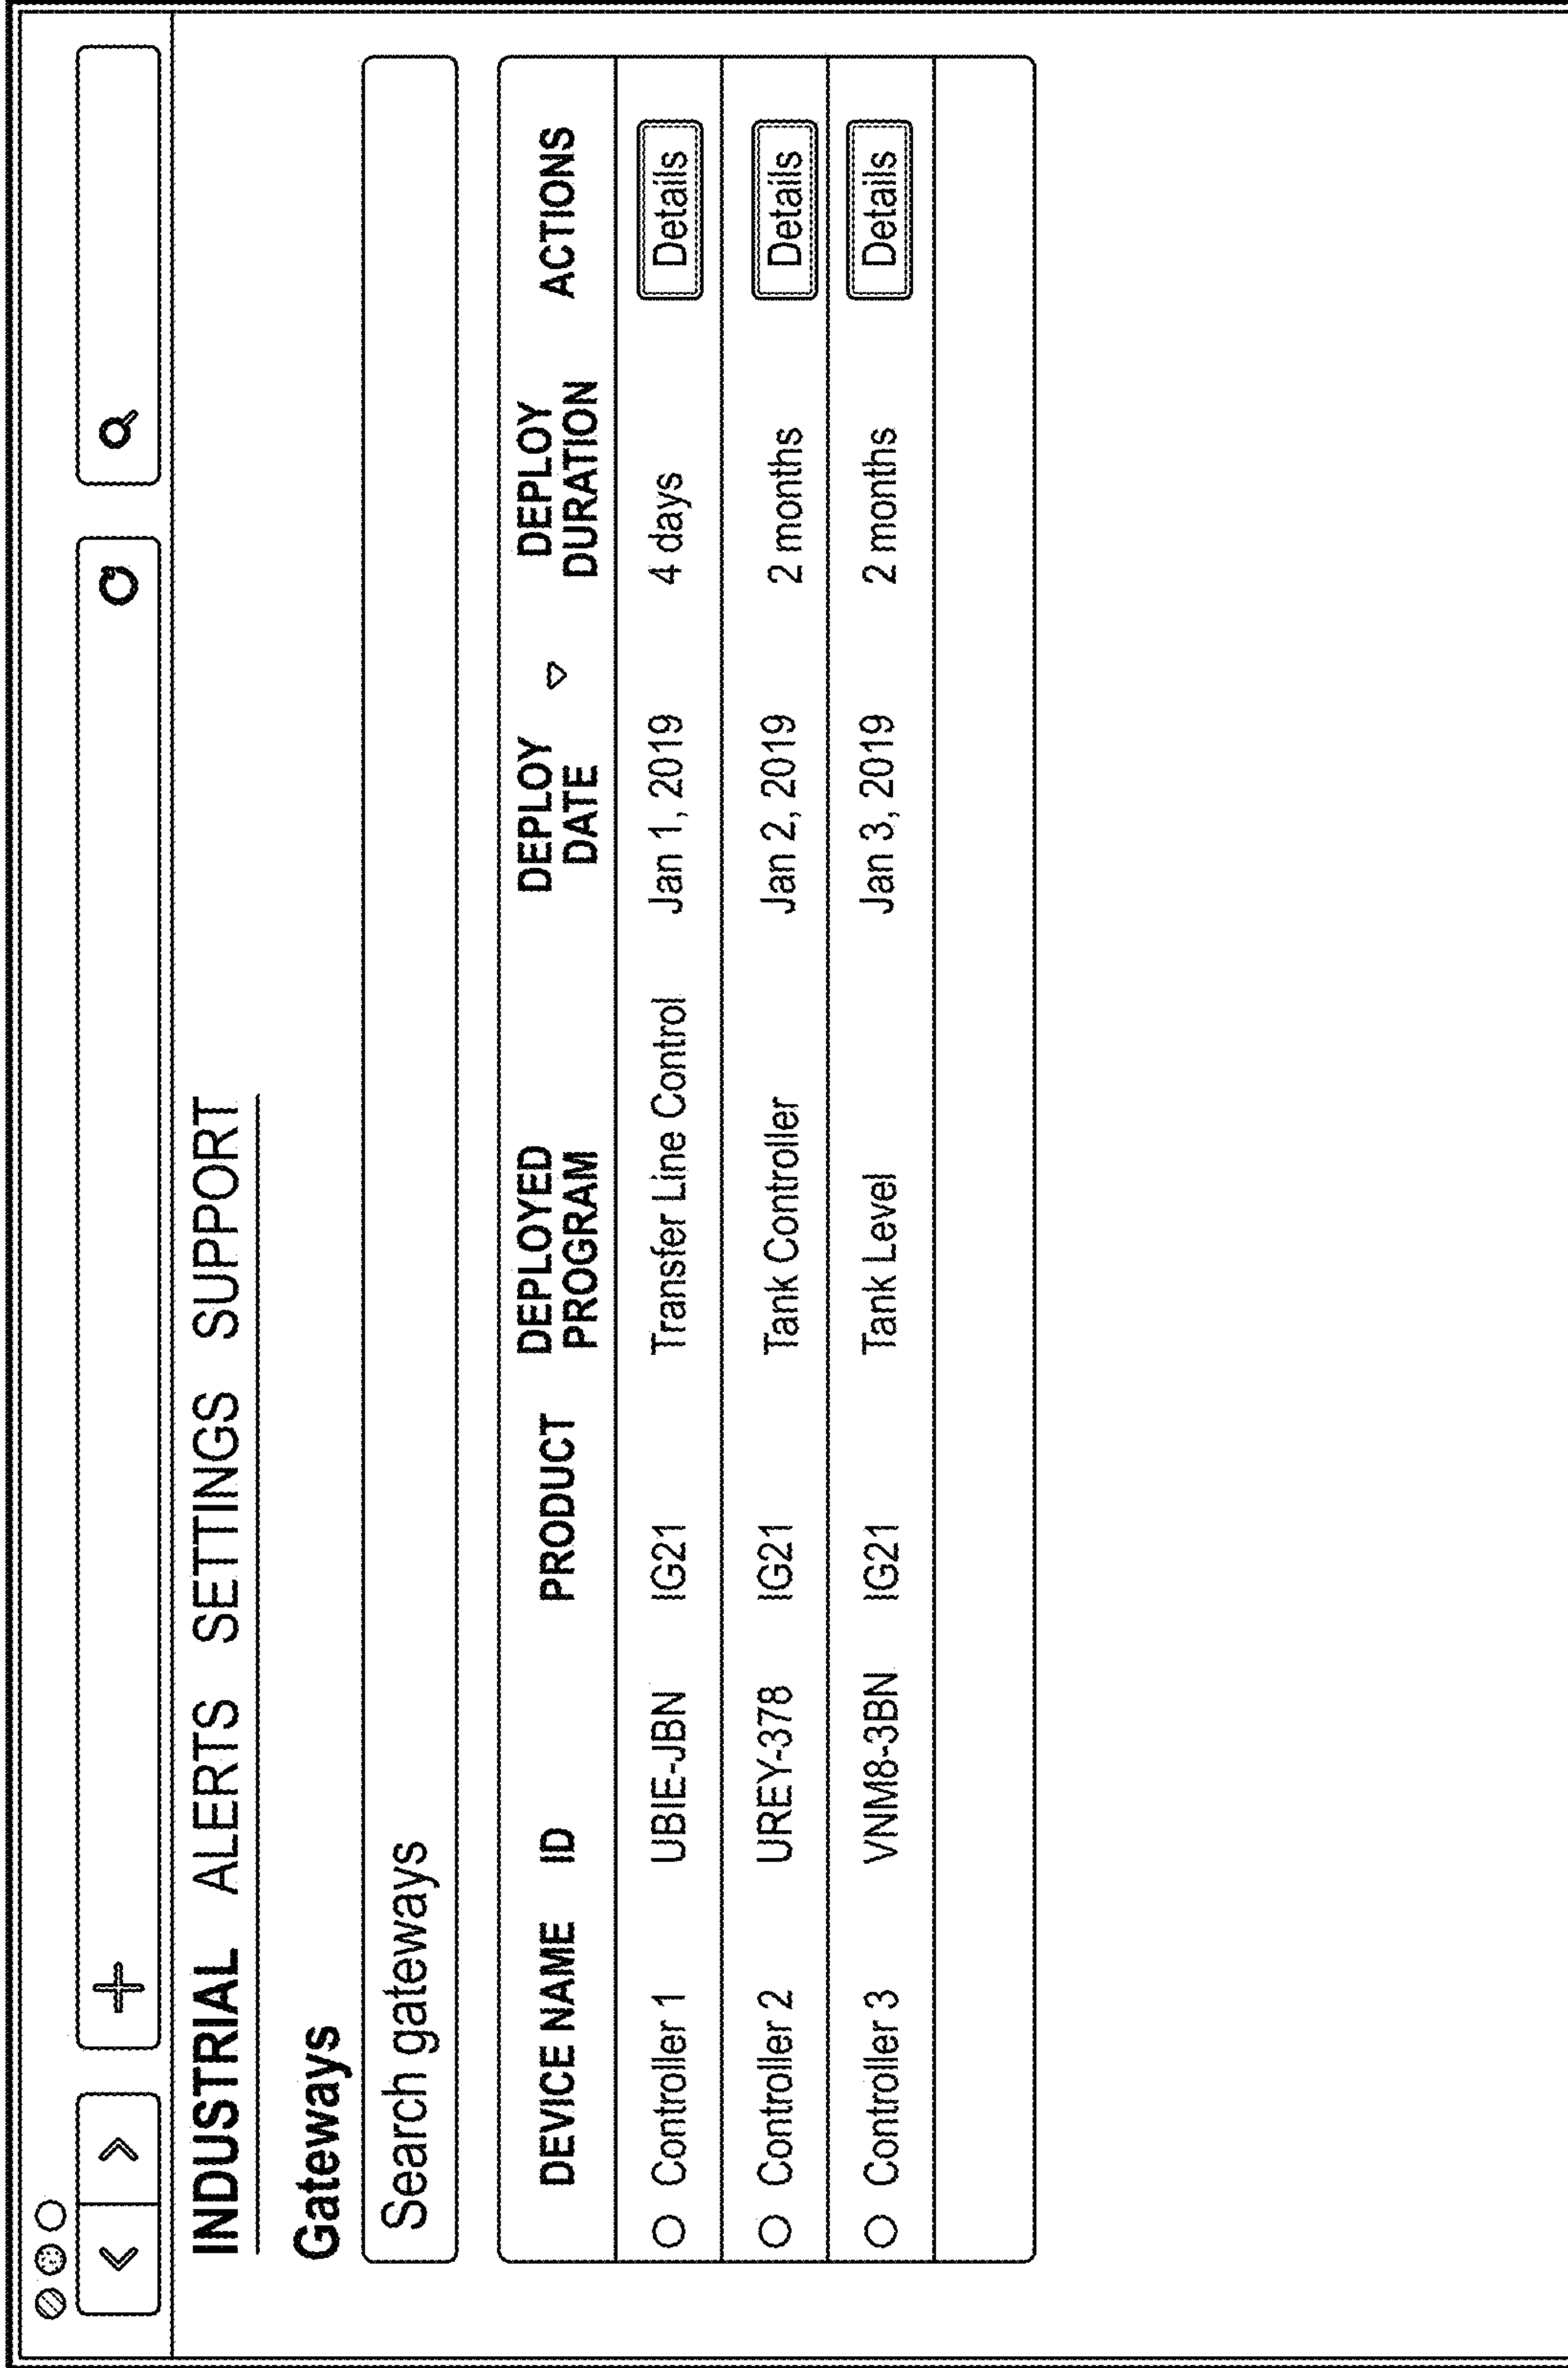 INDUSTRIAL ALERTS SETTINGS SUPPORT
Gateways
Search gateways
DEVICE NAME ID PRODUCT DEPLOYED PROGRAM DEPLOY DATE DEPLOY DURATION ACTIONS
Controller 1 UBIE-JBN IG21 Transfer Line Control Jan 1, 2019 4 days Details
Controller 2 UREY-378 IG21 Tank Controller Jan 2, 2019 2 months Details
Controller 3 VNM8-3BN IG21 Tank Level Jan 3, 2019 2 months Details